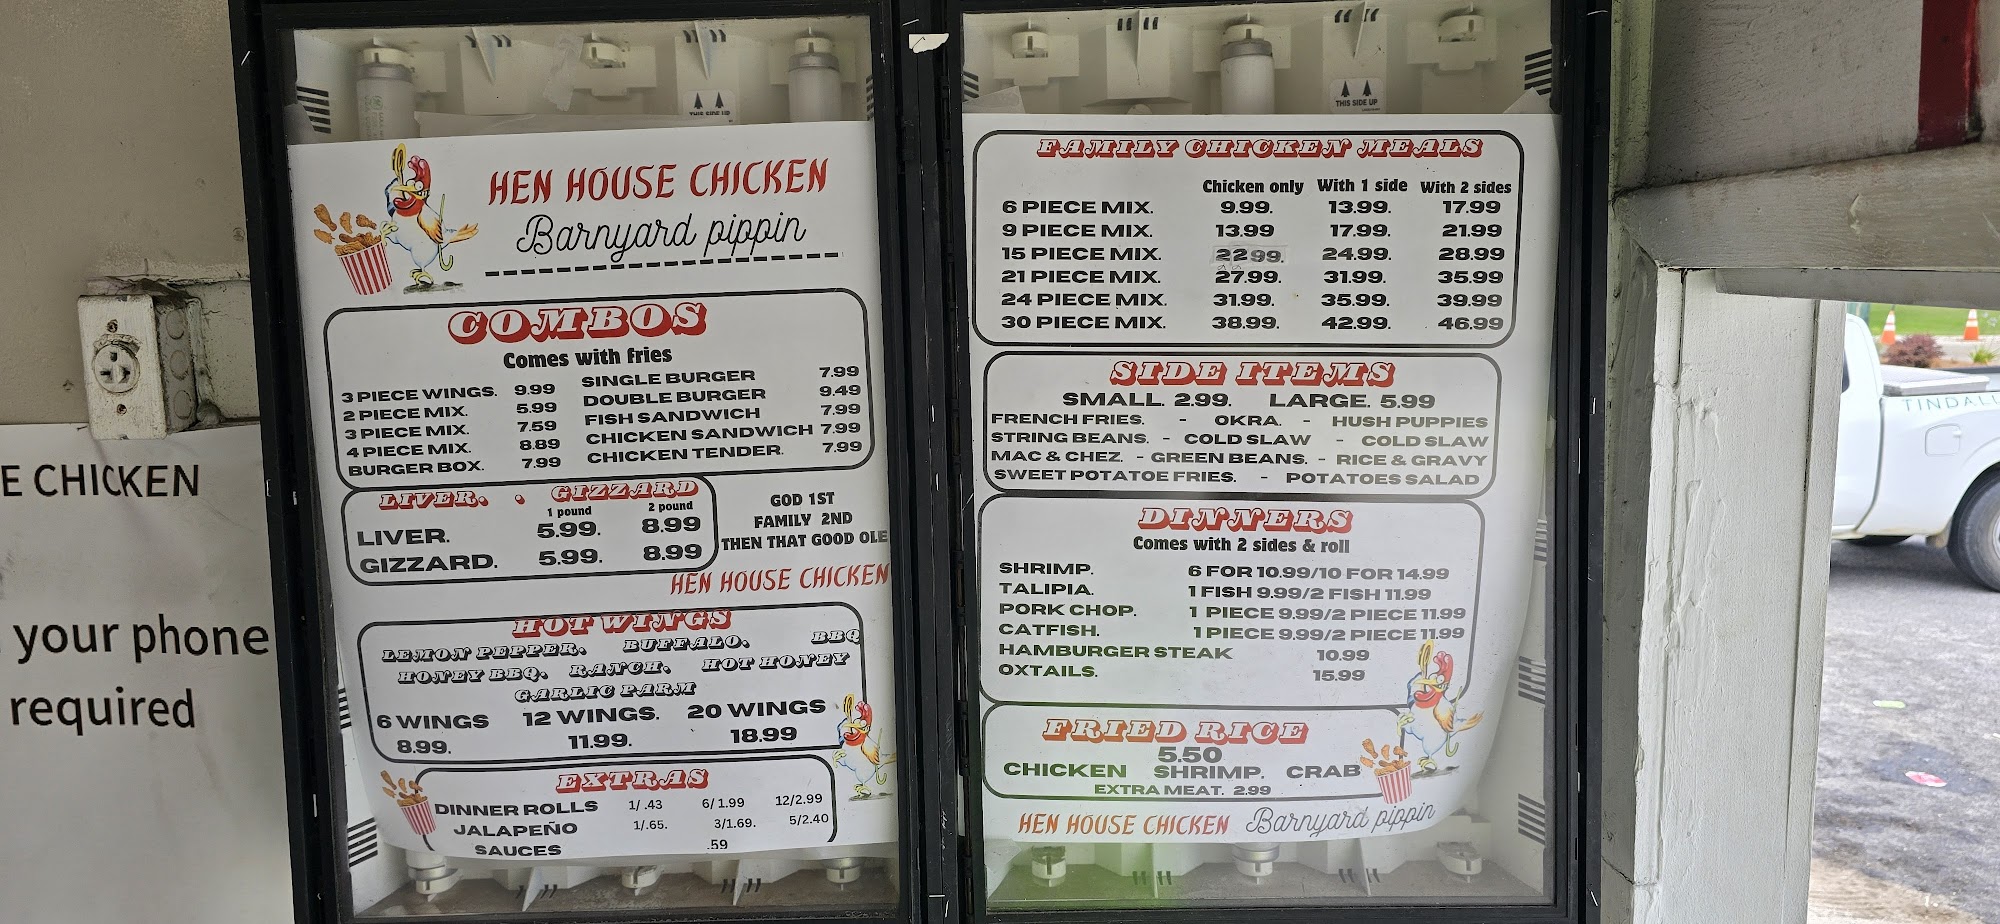 THIS SIDE UP
HEN HOUSE CHICKEN
Barnyard pippin
COMBOS
Comes with fries
3 PIECE WINGS. 9.99
2 PIECE MIX. 5.99
3 PIECE MIX. 7.59
4 PIECE MIX. 8.89
BURGER BOX. 7.99
SINGLE BURGER 7.99
DOUBLE BURGER 9.49
FISH SANDWICH 7.99
CHICKEN SANDWICH 7.99
CHICKEN TENDER. 7.99
LIVER. . GIZZARD
1 pound 2 pound
LIVER. 5.99. 8.99
GIZZARD. 5.99. 8.99
GOD 1ST
FAMILY 2ND
THEN THAT GOOD OLE
HEN HOUSE CHICKEN
HOT WINGS
LEMON PEPPER. BUFFALO. BBQ
HONEY BBQ. RANCH. HOT HONEY
GARLIC PARM
6 WINGS 12 WINGS. 20 WINGS
8.99. 11.99. 18.99
EXTRAS
DINNER ROLLS 1/ .43 6/ 1.99 12/2.99
JALAPEÑO 1/.65. 3/1.69. 5/2.40
SAUCES .59
THIS SIDE UP
FAMILY CHICKEN MEALS
Chicken only With 1 side With 2 sides
6 PIECE MIX. 9.99. 13.99. 17.99
9 PIECE MIX. 13.99 17.99. 21.99
15 PIECE MIX. 22 99. 24.99. 28.99
21 PIECE MIX. 27.99. 31.99. 35.99
24 PIECE MIX. 31.99. 35.99. 39.99
30 PIECE MIX. 38.99. 42.99. 46.99
SIDE ITEMS
SMALL. 2.99. LARGE. 5.99
FRENCH FRIES. - OKRA. - HUSH PUPPIES
STRING BEANS. - COLD SLAW - COLD SLAW
MAC & CHEZ. - GREEN BEANS. - RICE & GRAVY
SWEET POTATOE FRIES. - POTATOES SALAD
DINNERS
Comes with 2 sides & roll
SHRIMP. 6 FOR 10.99/10 FOR 14.99
TALIPIA. 1 FISH 9.99/2 FISH 11.99
PORK CHOP. 1 PIECE 9.99/2 PIECE 11.99
CATFISH. 1 PIECE 9.99/2 PIECE 11.99
HAMBURGER STEAK 10.99
OXTAILS. 15.99
FRIED RICE
5.50
CHICKEN SHRIMP. CRAB
EXTRA MEAT. 2.99
HEN HOUSE CHICKEN Barnyard pippin
E CHICKEN
your phone
required
TINDALL